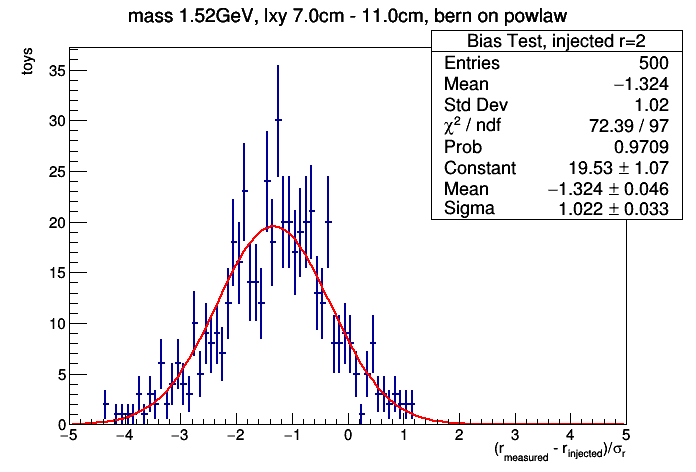 mass 1.52GeV, lxy 7.0cm - 11.0cm, bern on powlaw
Bias Test, injected r=2
Entries 500
Mean −1.324
Std Dev 1.02
χ² / ndf 72.39 / 97
Prob 0.9709
Constant 19.53 ± 1.07
Mean −1.324 ± 0.046
Sigma 1.022 ± 0.033
toys
35
30
25
20
15
10
5
0
−5 −4 −3 −2 −1 0 1 2 3 4 5
(r_measured - r_injected)/σ_r